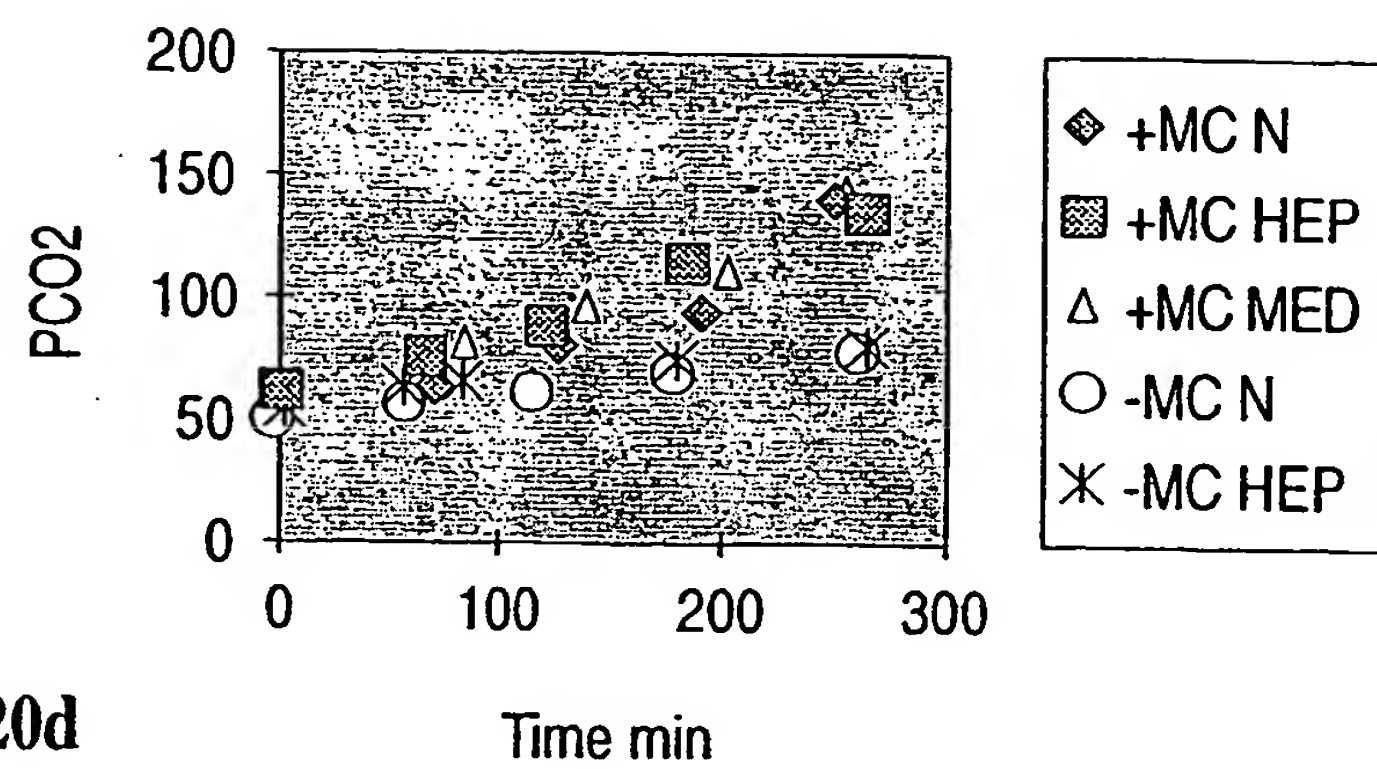 200
150
100
50
0
PCO2
0
100
200
300
Time min
+MC N
+MC HEP
+MC MED
-MC N
-MC HEP
20d